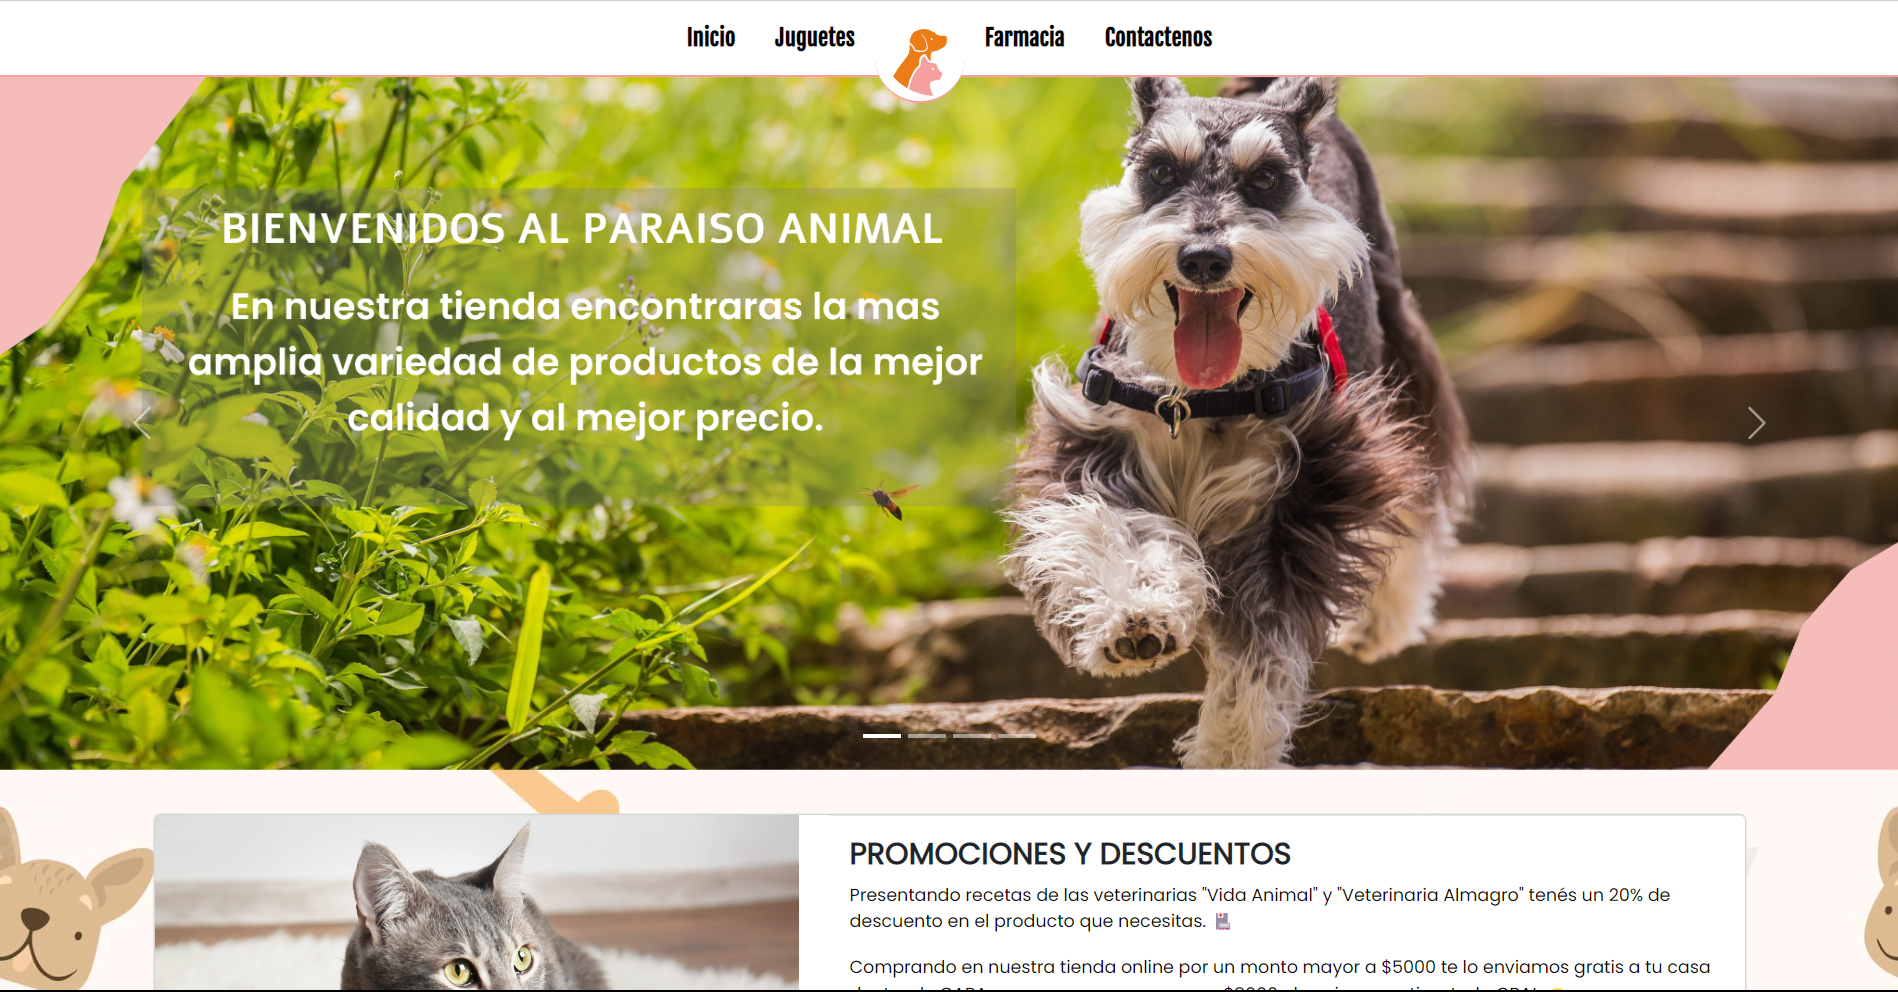 Inicio Juguetes Farmacia Contactenos
BIENVENIDOS AL PARAISO ANIMAL
En nuestra tienda encontraras la mas
amplia variedad de productos de la mejor
calidad y al mejor precio.
PROMOCIONES Y DESCUENTOS
Presentando recetas de las veterinarias "Vida Animal" y "Veterinaria Almagro" tenés un 20% de
descuento en el producto que necesitas.
Comprando en nuestra tienda online por un monto mayor a $5000 te lo enviamos gratis a tu casa